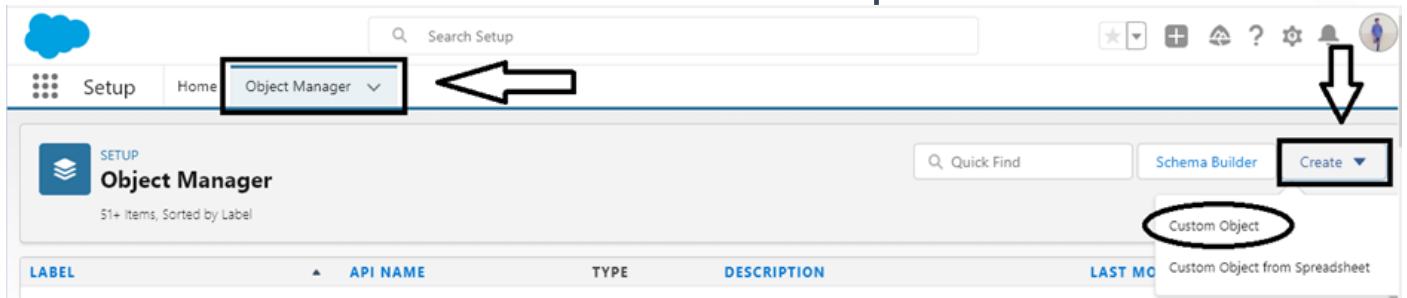 Search Setup
Setup Home Object Manager
SETUP
Object Manager
51+ Items, Sorted by Label
Quick Find
Schema Builder
Create
Custom Object
Custom Object from Spreadsheet
LABEL API NAME TYPE DESCRIPTION LAST MO